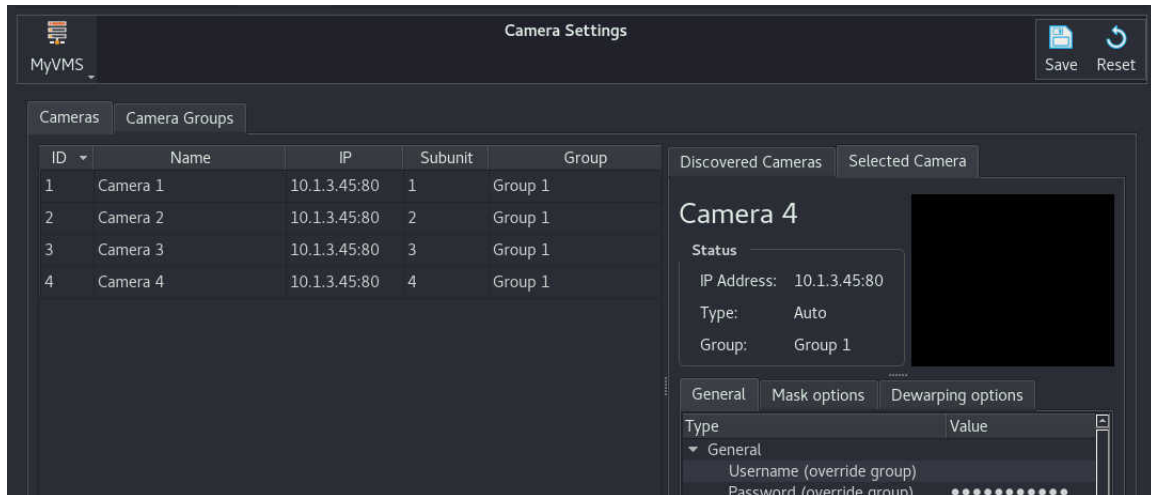 Camera Settings
MyVMS
Save Reset
Cameras Camera Groups
ID Name IP Subunit Group
1 Camera 1 10.1.3.45:80 1 Group 1
2 Camera 2 10.1.3.45:80 2 Group 1
3 Camera 3 10.1.3.45:80 3 Group 1
4 Camera 4 10.1.3.45:80 4 Group 1
Discovered Cameras Selected Camera
Camera 4
Status
IP Address: 10.1.3.45:80
Type: Auto
Group: Group 1
General Mask options Dewarping options
Type Value
General
Username (override group)
Password (override group) ●●●●●●●●●●●